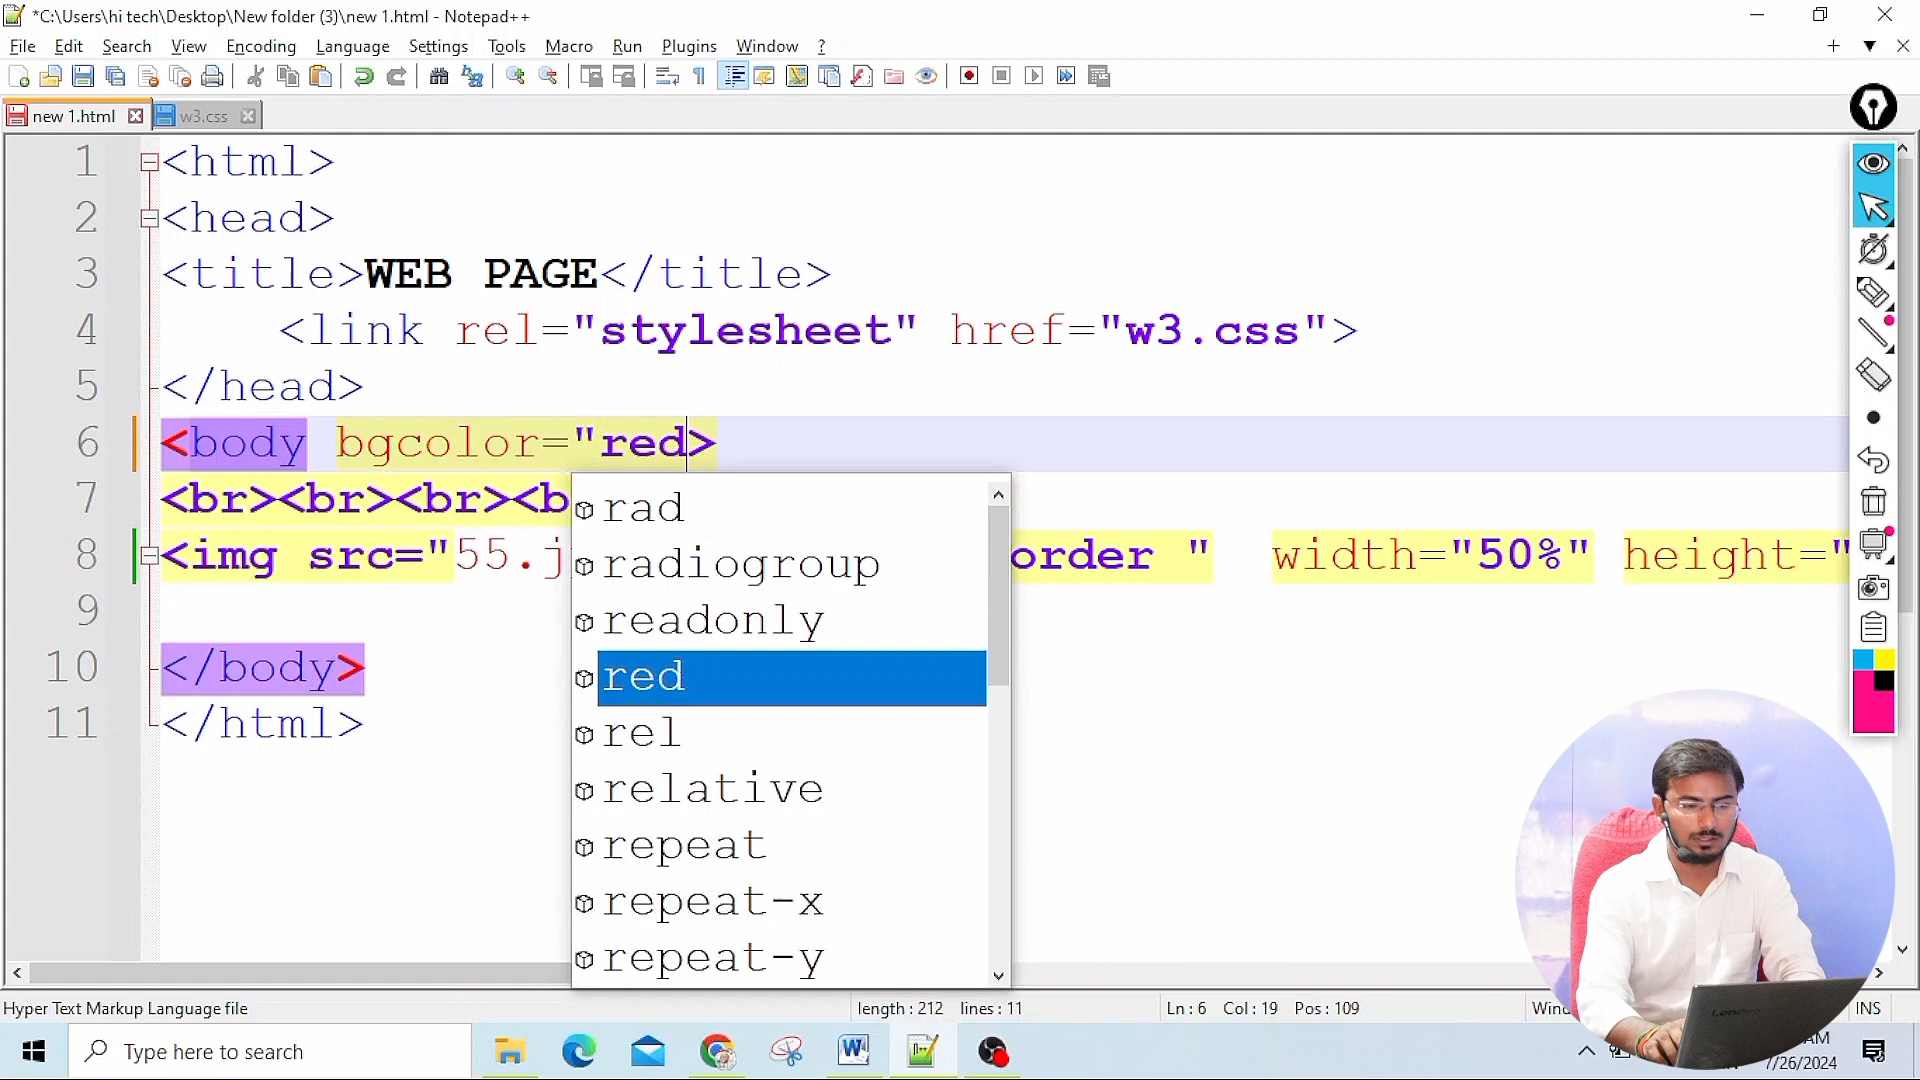 *C:\Users\hi tech\Desktop\New folder (3)\new 1.html - Notepad++
File Edit Search View Encoding Language Settings Tools Macro Run Plugins Window ?
new 1.html w3.css
1 <html>
2 <head>
3 <title>WEB PAGE</title>
4 <link rel="stylesheet" href="w3.css">
5 </head>
6 <body bgcolor="red>
7 <br><br><br><b
8 <img src="55.j order " width="50%" height="
9
10 </body>
11 </html>
rad
radiogroup
readonly
red
rel
relative
repeat
repeat-x
repeat-y
Hyper Text Markup Language file length : 212 lines : 11 Ln : 6 Col : 19 Pos : 109 INS
Type here to search
AM
7/26/2024